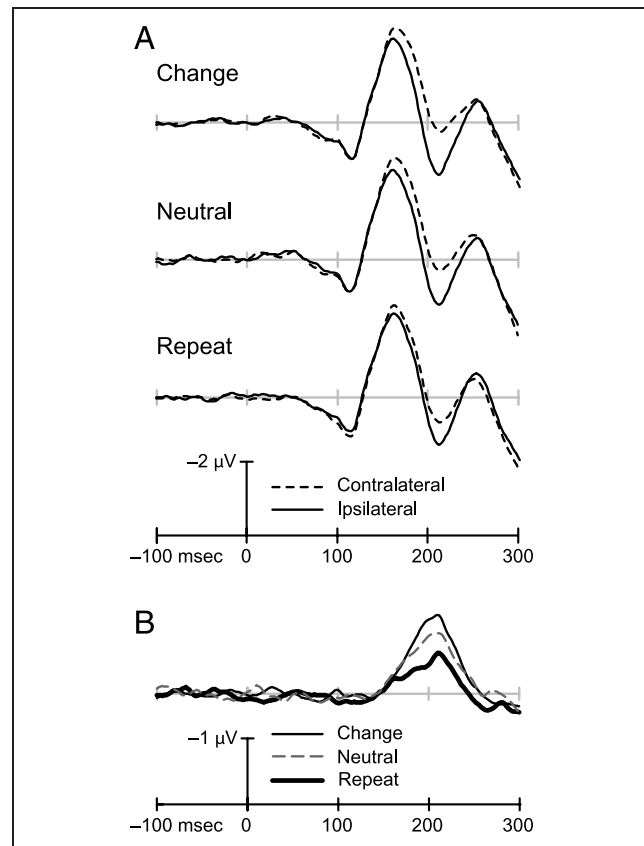 A
Change
Neutral
Repeat
–2 µV
Contralateral
Ipsilateral
–100 msec 0 100 200 300
B
–1 µV
Change
Neutral
Repeat
–100 msec 0 100 200 300